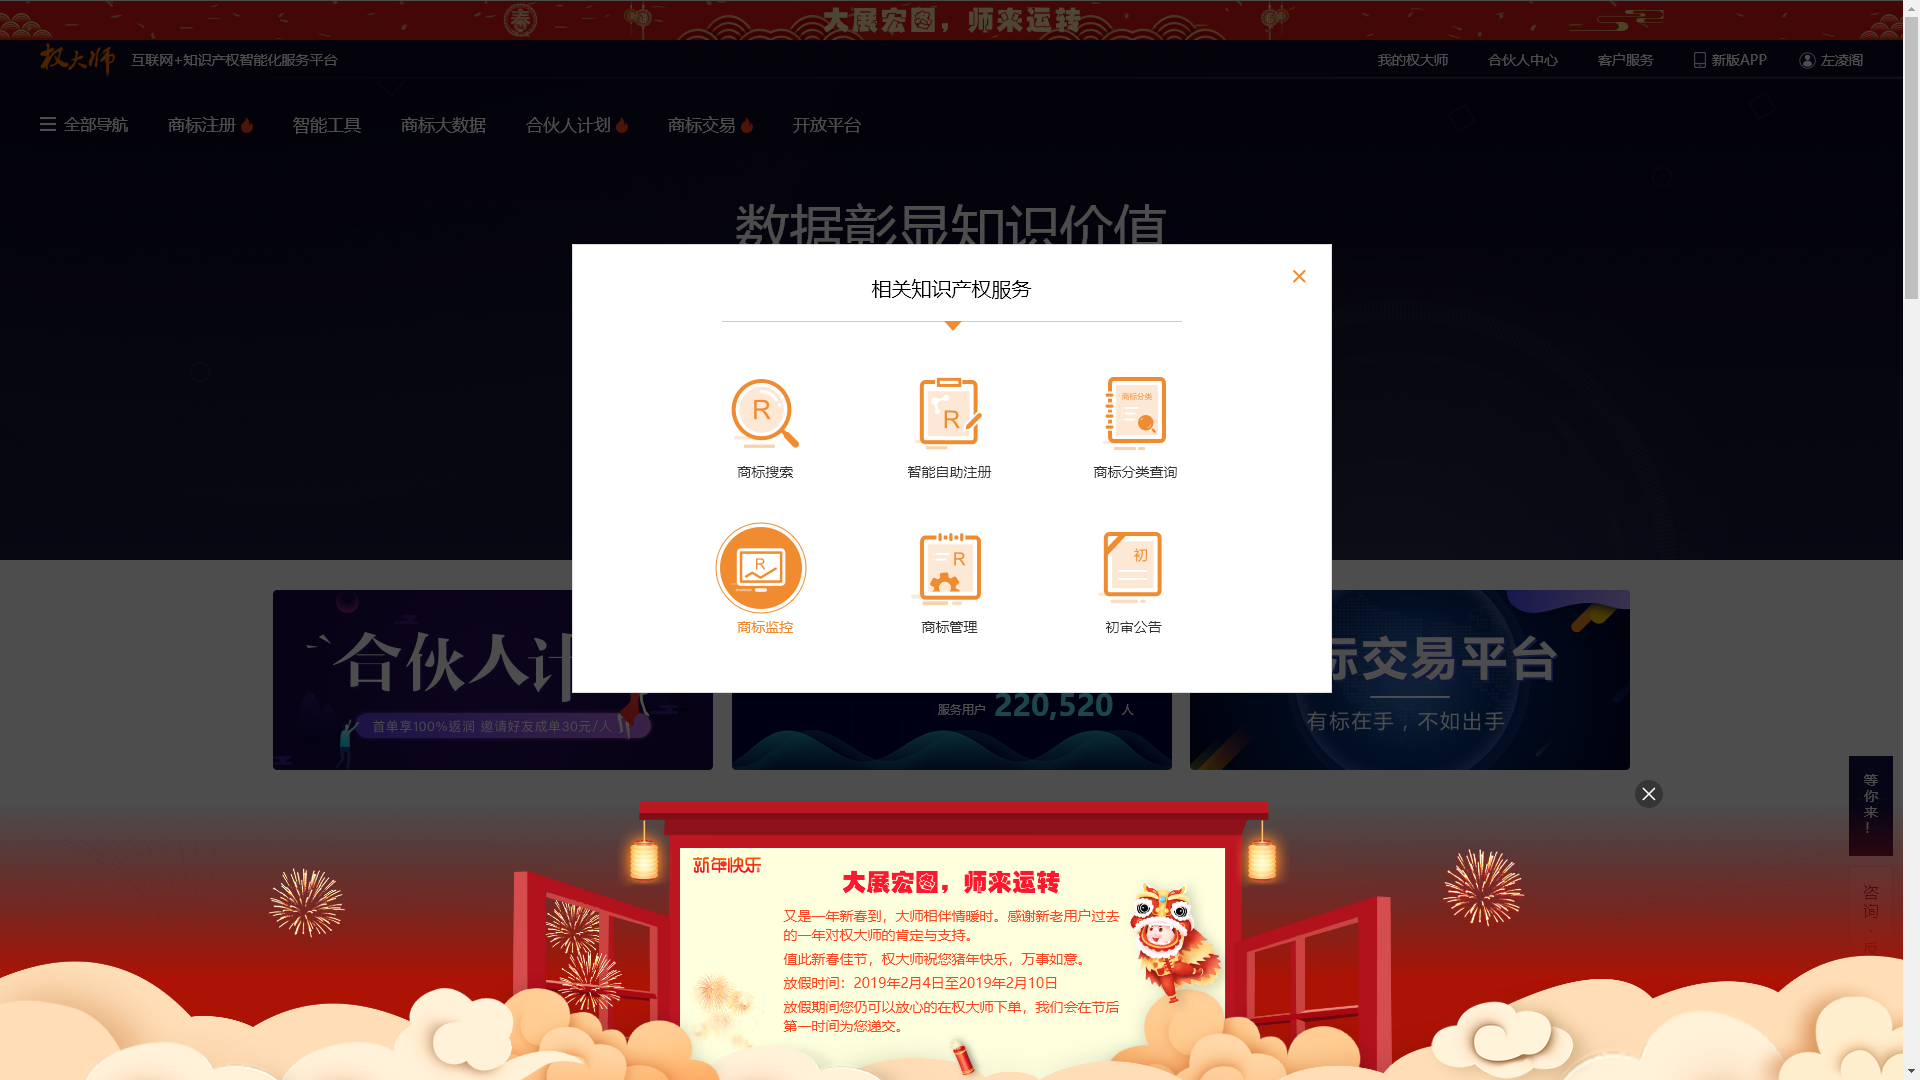 大展宏图，师来运转
权大师 互联网+知识产权智能化服务平台 我的权大师 合伙人中心 客户服务 新版APP 左凌阁
全部导航 商标注册 智能工具 商标大数据 合伙人计划 商标交易 开放平台
数据彰显知识价值
相关知识产权服务
R R 商标分类
商标搜索 智能自助注册 商标分类查询
R R 初
商标监控 商标管理 初审公告
合伙人计
首单享100%返润 邀请好友成单30元/人
服务用户 220,520 人
标交易平台
有标在手，不如出手
等你来！
咨询
新年快乐
大展宏图，师来运转
又是一年新春到，大师相伴情暖时。感谢新老用户过去
的一年对权大师的肯定与支持。
值此新春佳节，权大师祝您猪年快乐，万事如意。
放假时间：2019年2月4日至2019年2月10日
放假期间您仍可以放心的在权大师下单，我们会在节后
第一时间为您递交。